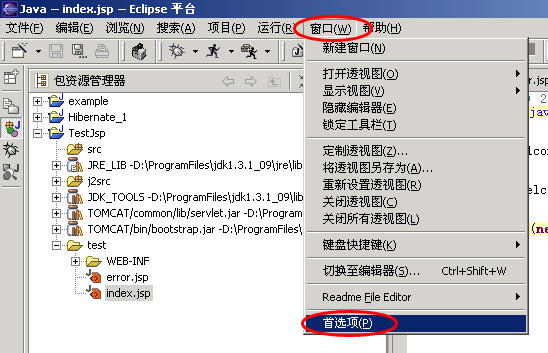 Java - index.jsp - Eclipse 平台
文件(F) 编辑(E) 浏览(N) 搜索(A) 项目(P) 运行(R) 窗口(W) 帮助(H)
包资源管理器
example
Hibernate_1
TestJsp
src
JRE_LIB -D:\ProgramFiles\jdk1.3.1_09\jre\lib
j2src
JDK_TOOLS -D:\ProgramFiles\jdk1.3.1_09\
TOMCAT/common/lib/servlet.jar -D:\Program
TOMCAT/bin/bootstrap.jar -D:\ProgramFiles
test
WEB-INF
error.jsp
index.jsp
新建窗口(N)
打开透视图(O)
显示视图(V)
隐藏编辑器(E)
锁定工具栏(T)
定制透视图(Z)...
将透视图另存为(A)...
重新设置透视图(R)
关闭透视图(C)
关闭所有透视图(L)
键盘快捷键(K)
切换至编辑器(S)... Ctrl+Shift+W
Readme File Editor
首选项(P)
r.jsp
jav
lcom
elc
(ne